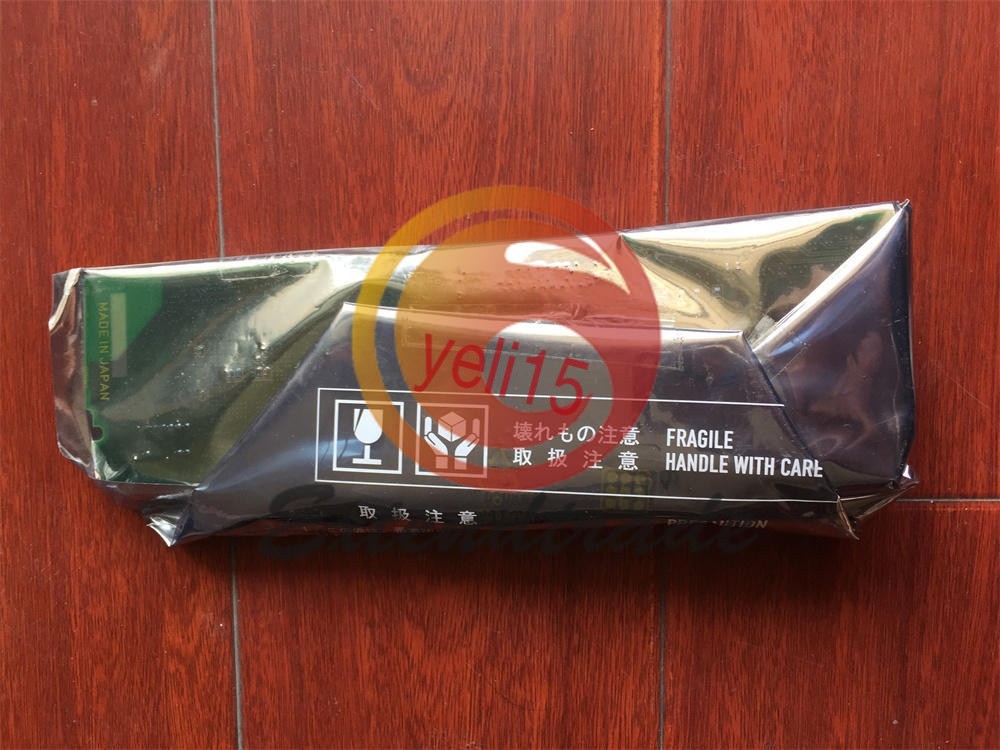 MADE IN JAPAN
yeli15
壊れもの注意
取扱注意
FRAGILE
HANDLE WITH CARE
取扱注意
PRECAUTION